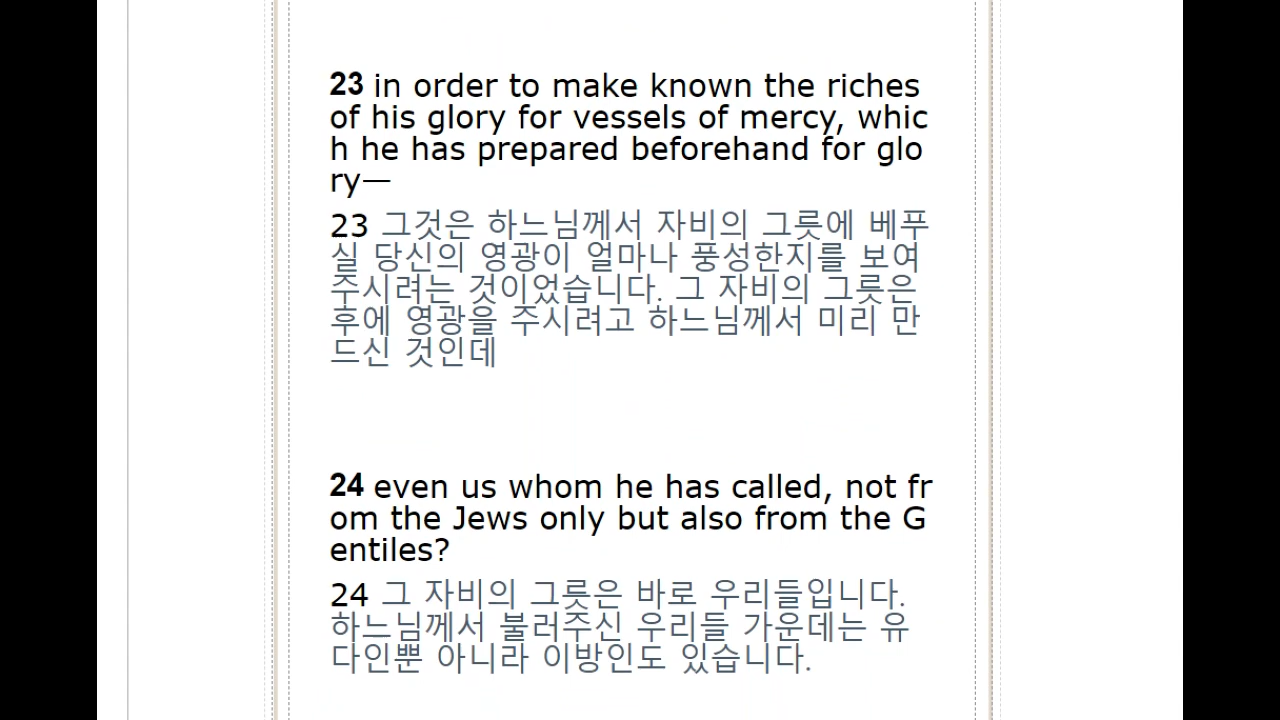 23 in order to make known the riches
of his glory for vessels of mercy, whic
h he has prepared beforehand for glo
ry—
23 그것은 하느님께서 자비의 그릇에 베푸
실 당신의 영광이 얼마나 풍성한지를 보여
주시려는 것이었습니다. 그 자비의 그릇은
후에 영광을 주시려고 하느님께서 미리 만
드신 것인데
24 even us whom he has called, not fr
om the Jews only but also from the G
entiles?
24 그 자비의 그릇은 바로 우리들입니다.
하느님께서 불러주신 우리들 가운데는 유
다인뿐 아니라 이방인도 있습니다.